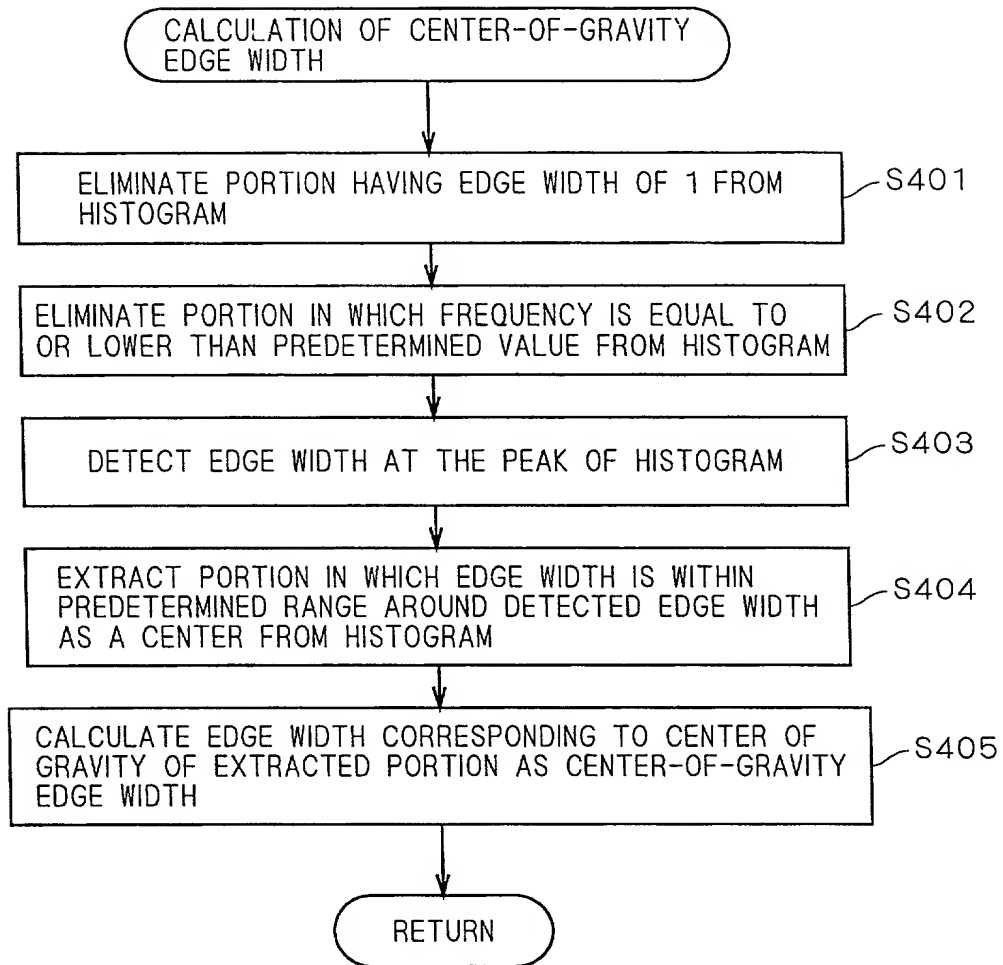 CALCULATION OF CENTER-OF-GRAVITY
EDGE WIDTH
ELIMINATE PORTION HAVING EDGE WIDTH OF 1 FROM
HISTOGRAM
S401
ELIMINATE PORTION IN WHICH FREQUENCY IS EQUAL TO
OR LOWER THAN PREDETERMINED VALUE FROM HISTOGRAM
S402
DETECT EDGE WIDTH AT THE PEAK OF HISTOGRAM
S403
EXTRACT PORTION IN WHICH EDGE WIDTH IS WITHIN
PREDETERMINED RANGE AROUND DETECTED EDGE WIDTH
AS A CENTER FROM HISTOGRAM
S404
CALCULATE EDGE WIDTH CORRESPONDING TO CENTER OF
GRAVITY OF EXTRACTED PORTION AS CENTER-OF-GRAVITY
EDGE WIDTH
S405
RETURN